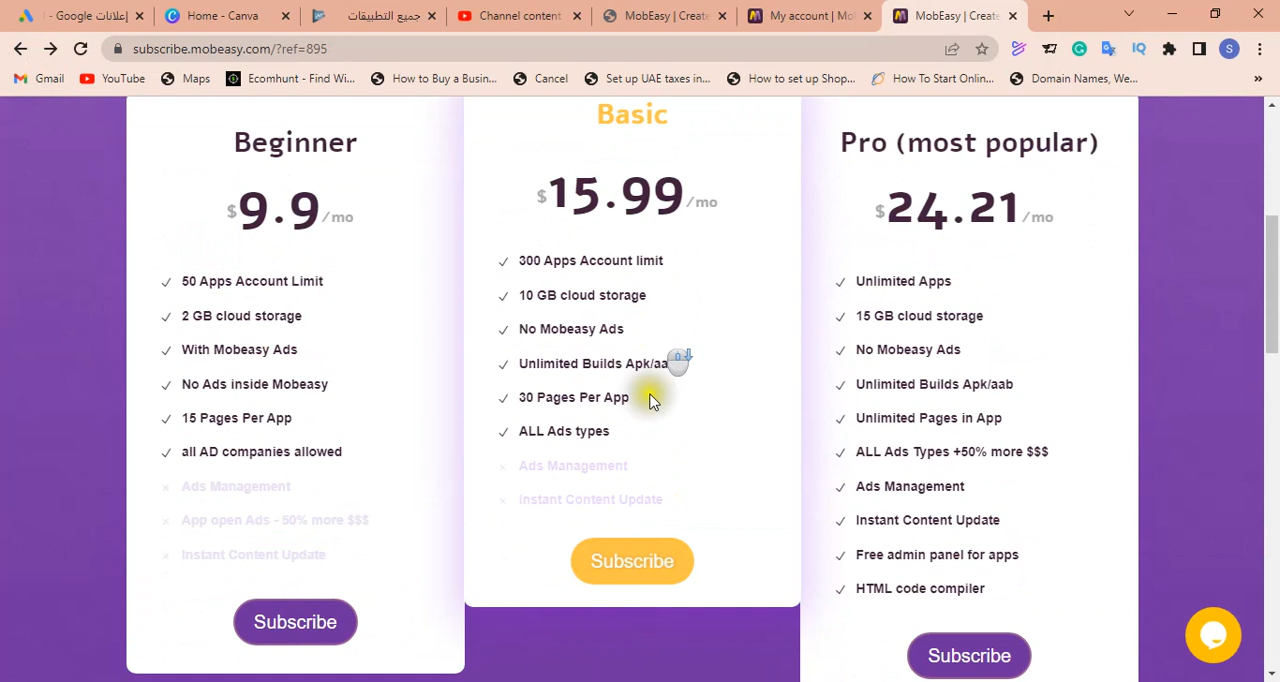 إعلانات Google - ا
Home - Canva
جميع التطبيقات
Channel content
MobEasy | Create
My account | Mo
MobEasy | Create
subscribe.mobeasy.com/?ref=895
IQ
S
Gmail
YouTube
Maps
Ecomhunt - Find Wi...
How to Buy a Busin...
Cancel
Set up UAE taxes in...
How to set up Shop...
How To Start Onlin...
Domain Names, We...
»
Beginner
$9.9/mo
50 Apps Account Limit
2 GB cloud storage
With Mobeasy Ads
No Ads inside Mobeasy
15 Pages Per App
all AD companies allowed
Ads Management
App open Ads - 50% more $$$
Instant Content Update
Subscribe
Basic
$15.99/mo
300 Apps Account limit
10 GB cloud storage
No Mobeasy Ads
Unlimited Builds Apk/aa
30 Pages Per App
ALL Ads types
Ads Management
Instant Content Update
Subscribe
Pro (most popular)
$24.21/mo
Unlimited Apps
15 GB cloud storage
No Mobeasy Ads
Unlimited Builds Apk/aab
Unlimited Pages in App
ALL Ads Types +50% more $$$
Ads Management
Instant Content Update
Free admin panel for apps
HTML code compiler
Subscribe